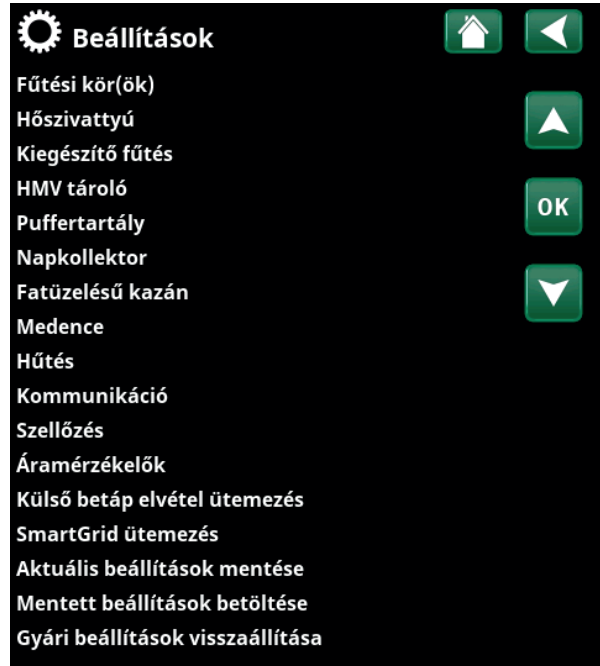 Beállítások
Fűtési kör(ök)
Hőszivattyú
Kiegészítő fűtés
HMV tároló
Puffertartály
Napkollektor
Fatüzelésű kazán
Medence
Hűtés
Kommunikáció
Szellőzés
Áramérzékelők
Külső betáp elvétel ütemezés
SmartGrid ütemezés
Aktuális beállítások mentése
Mentett beállítások betöltése
Gyári beállítások visszaállítása
OK